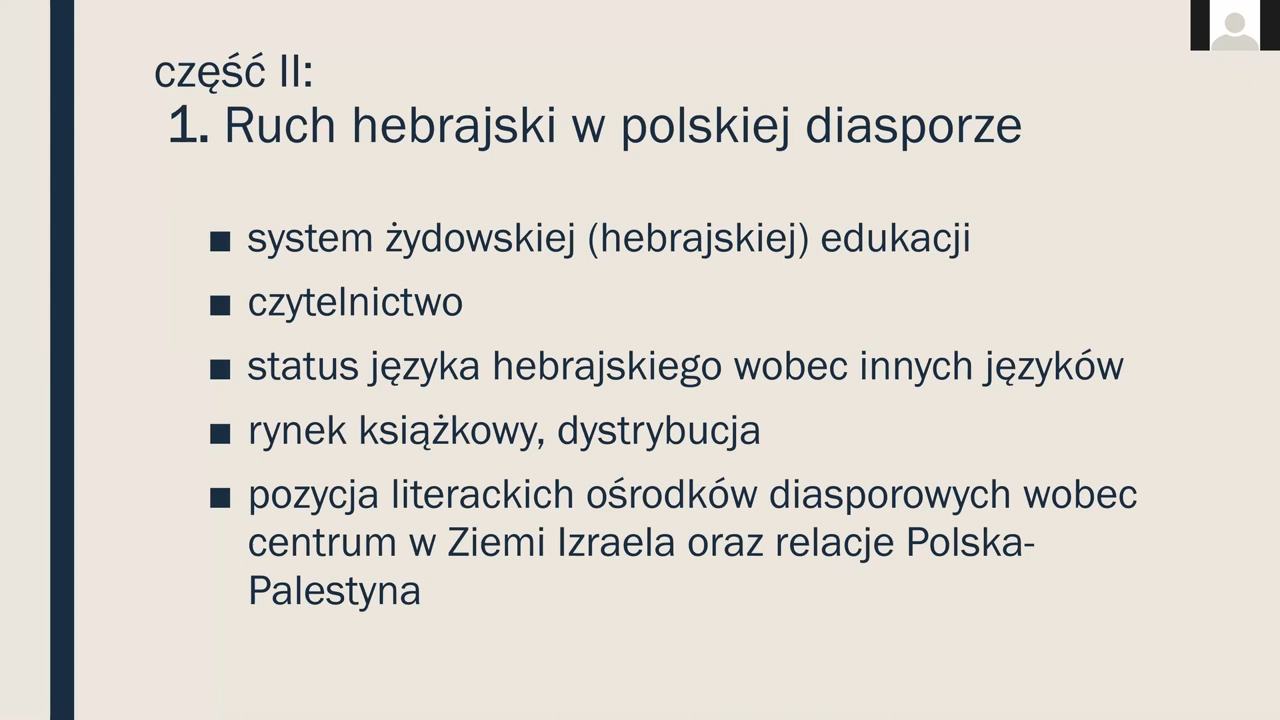 część II:
1. Ruch hebrajski w polskiej diasporze
■ system żydowskiej (hebrajskiej) edukacji
■ czytelnictwo
■ status języka hebrajskiego wobec innych języków
■ rynek książkowy, dystrybucja
■ pozycja literackich ośrodków diasporowych wobec
centrum w Ziemi Izraela oraz relacje Polska-
Palestyna